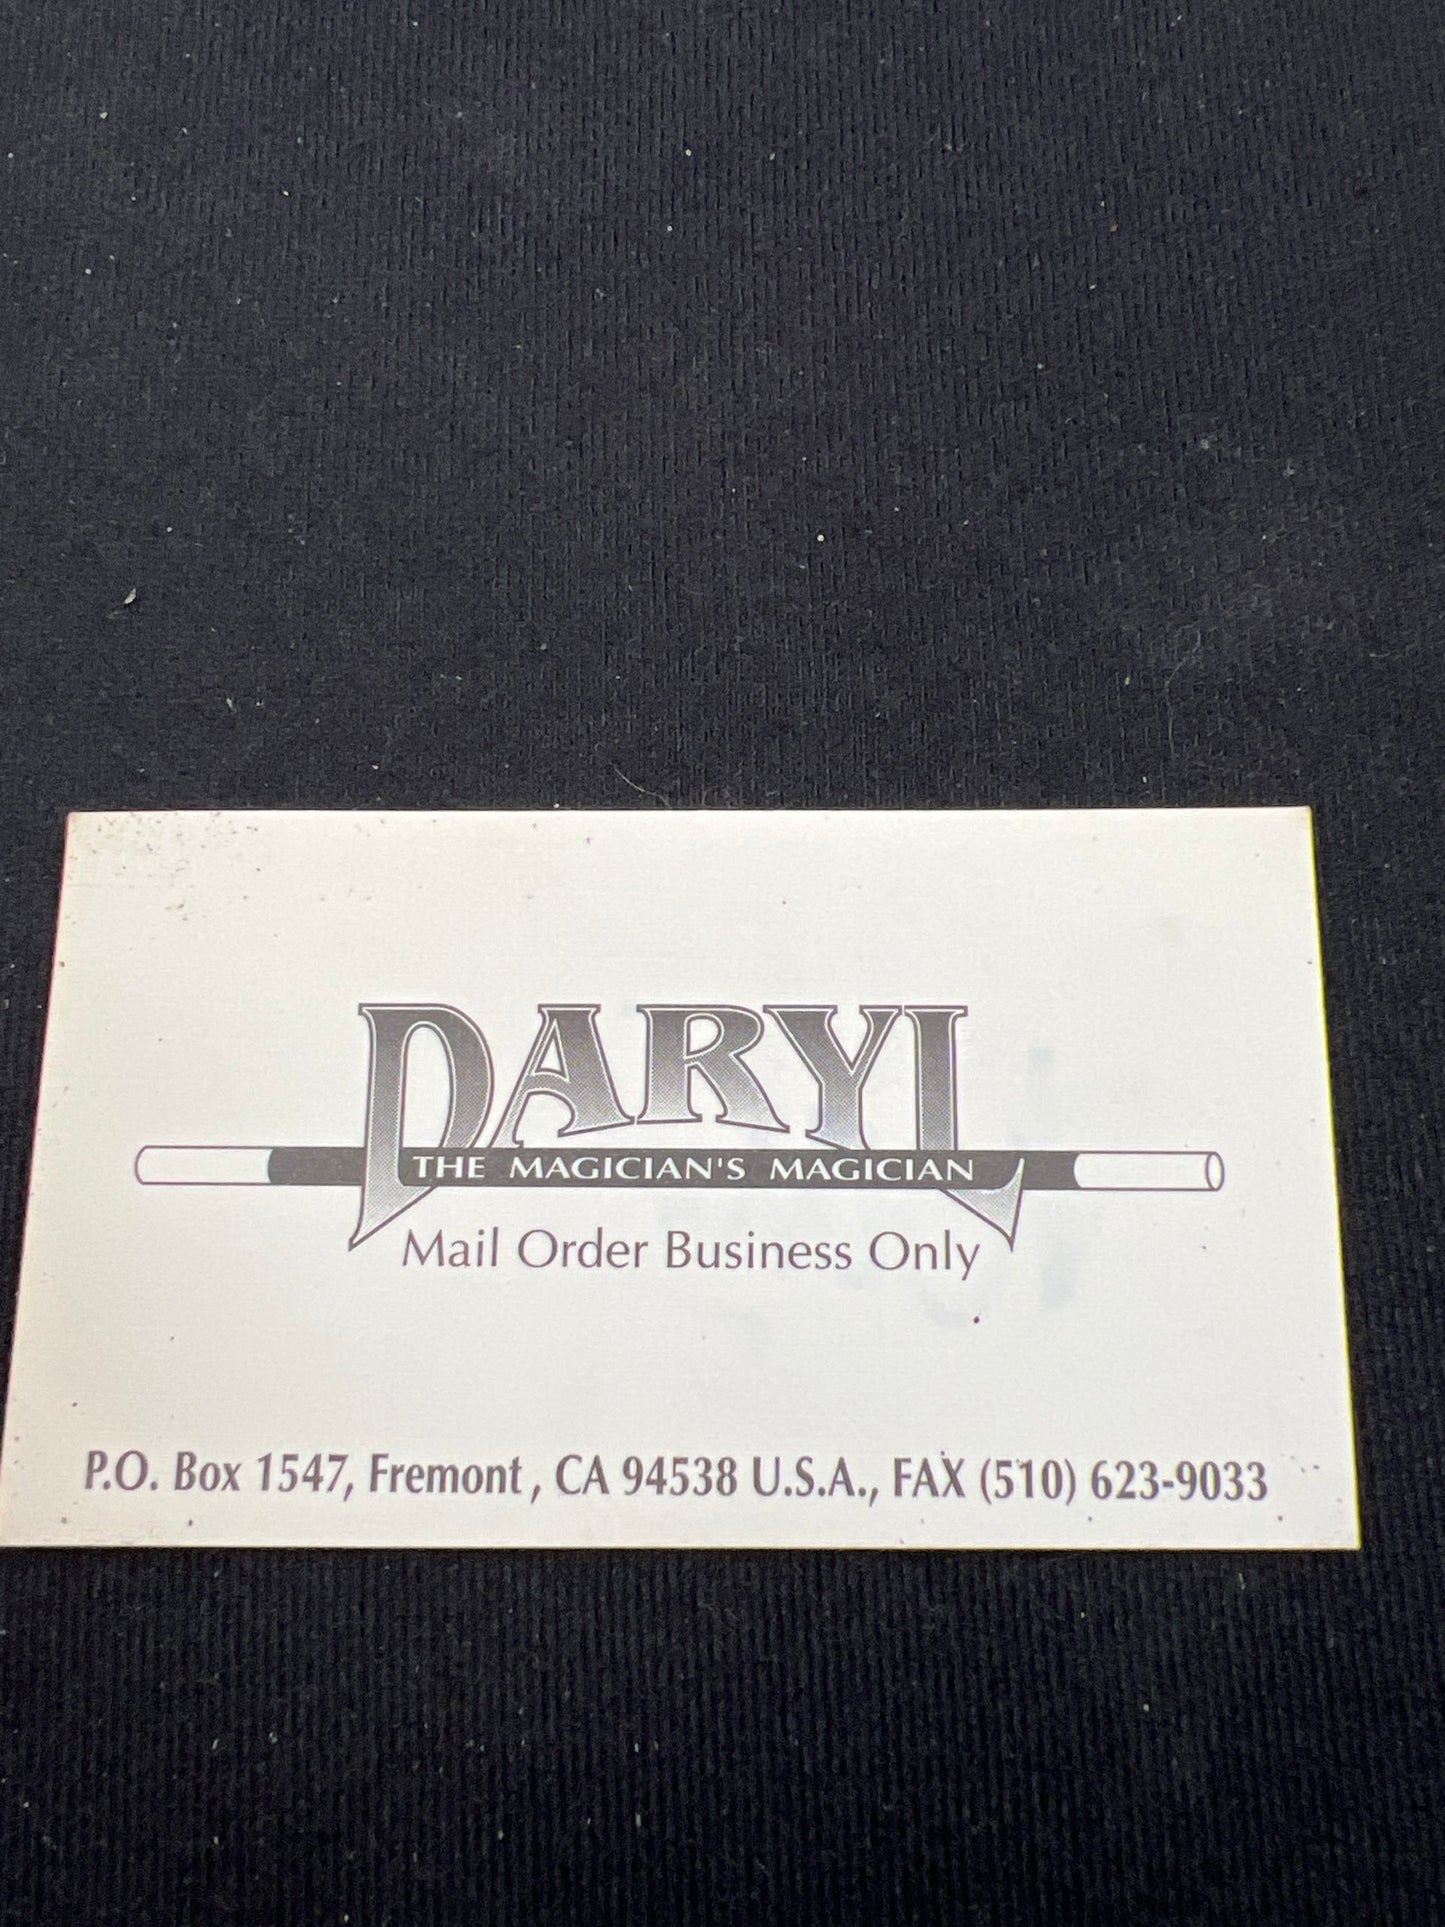 DARYL
THE MAGICIAN'S MAGICIAN
Mail Order Business Only
P.O. Box 1547, Fremont , CA 94538 U.S.A., FAX (510) 623-9033